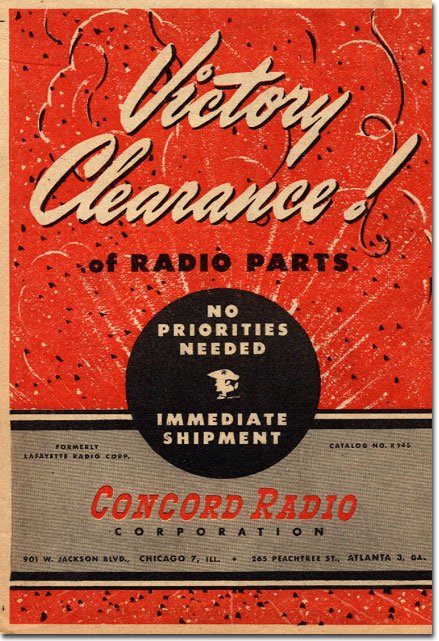 Victory
Clearance!
of RADIO PARTS
NO
PRIORITIES
NEEDED
IMMEDIATE
SHIPMENT
FORMERLY
LAFAYETTE RADIO CORP.
CATALOG NO. R945
CONCORD RADIO
CORPORATION
901 W. JACKSON BLVD., CHICAGO 7, ILL. • 265 PEACHTREE ST., ATLANTA 3, GA.